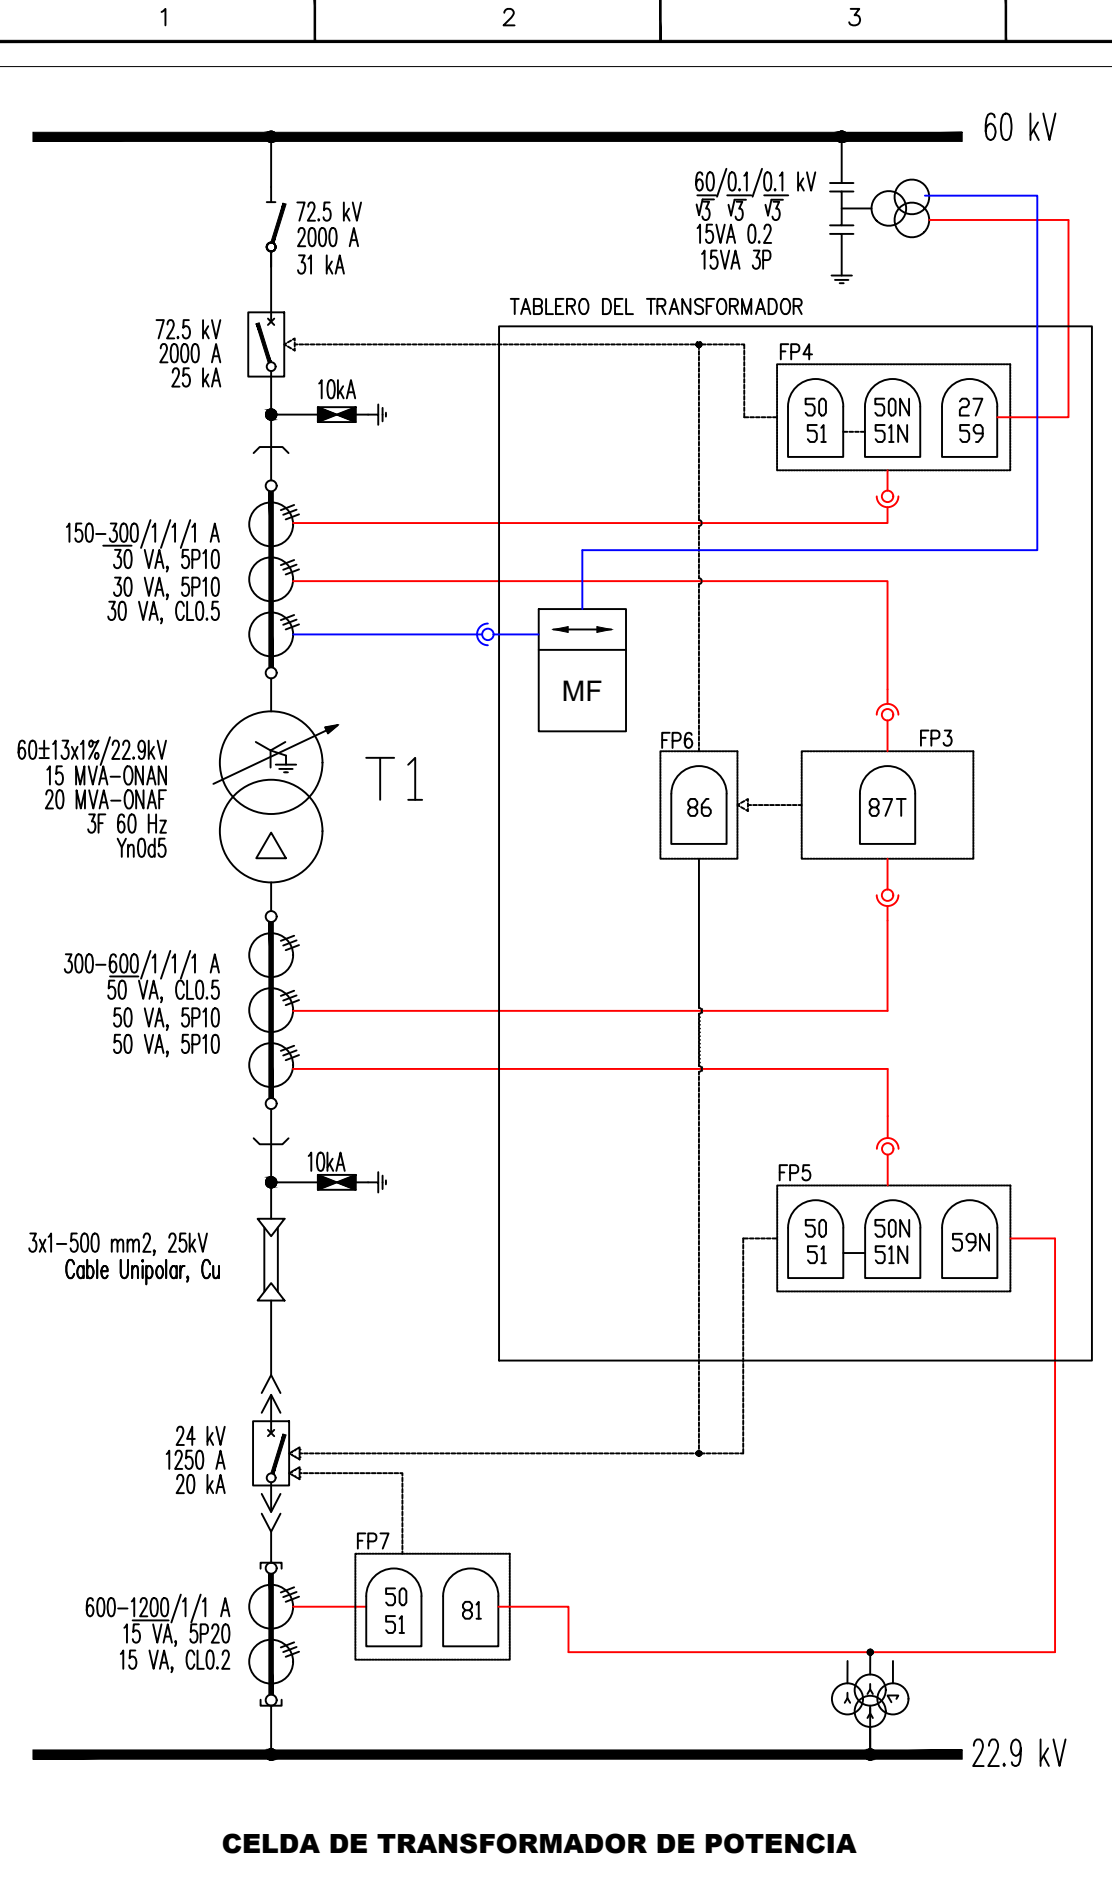 1
2
3
60 kV
60/0.1/0.1 kV
√3 √3 √3
15VA 0.2
15VA 3P
72.5 kV
2000 A
31 kA
TABLERO DEL TRANSFORMADOR
72.5 kV
2000 A
25 kA
10kA
FP4
50
51
50N
51N
27
59
150-300/1/1/1 A
30 VA, 5P10
30 VA, 5P10
30 VA, CL0.5
MF
60±13x1%/22.9kV
15 MVA-ONAN
20 MVA-ONAF
3F 60 Hz
Yn0d5
T1
FP6
86
FP3
87T
300-600/1/1/1 A
50 VA, CL0.5
50 VA, 5P10
50 VA, 5P10
10kA
FP5
50
51
50N
51N
59N
3x1-500 mm2, 25kV
Cable Unipolar, Cu
24 kV
1250 A
20 kA
FP7
50
51
81
600-1200/1/1 A
15 VA, 5P20
15 VA, CL0.2
22.9 kV
CELDA DE TRANSFORMADOR DE POTENCIA